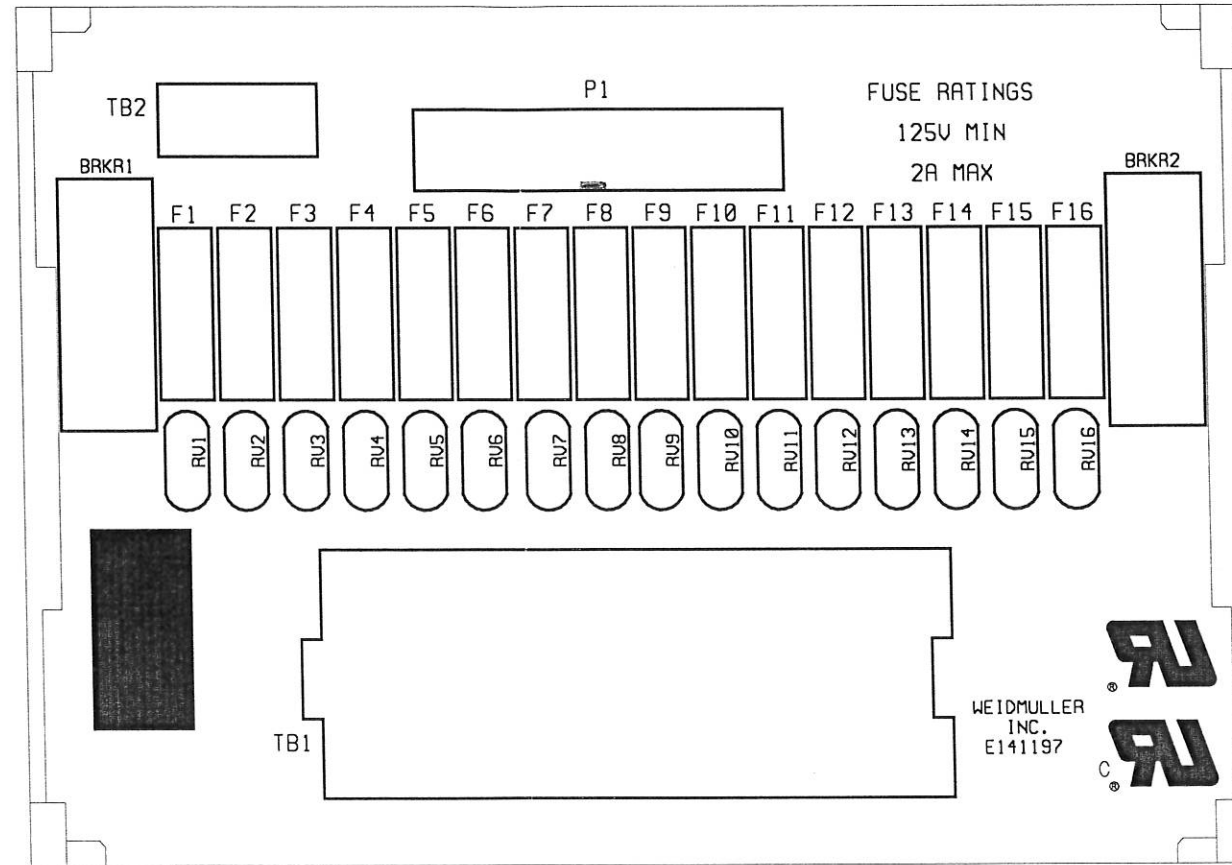 TB2
P1
FUSE RATINGS
125V MIN
2A MAX
BRKR1
BRKR2
F1 F2 F3 F4 F5 F6 F7 F8 F9 F10 F11 F12 F13 F14 F15 F16
RV1 RV2 RV3 RV4 RV5 RV6 RV7 RV8 RV9 RV10 RV11 RV12 RV13 RV14 RV15 RV16
TB1
WEIDMULLER
INC.
E141197
UR
®
C UR
®